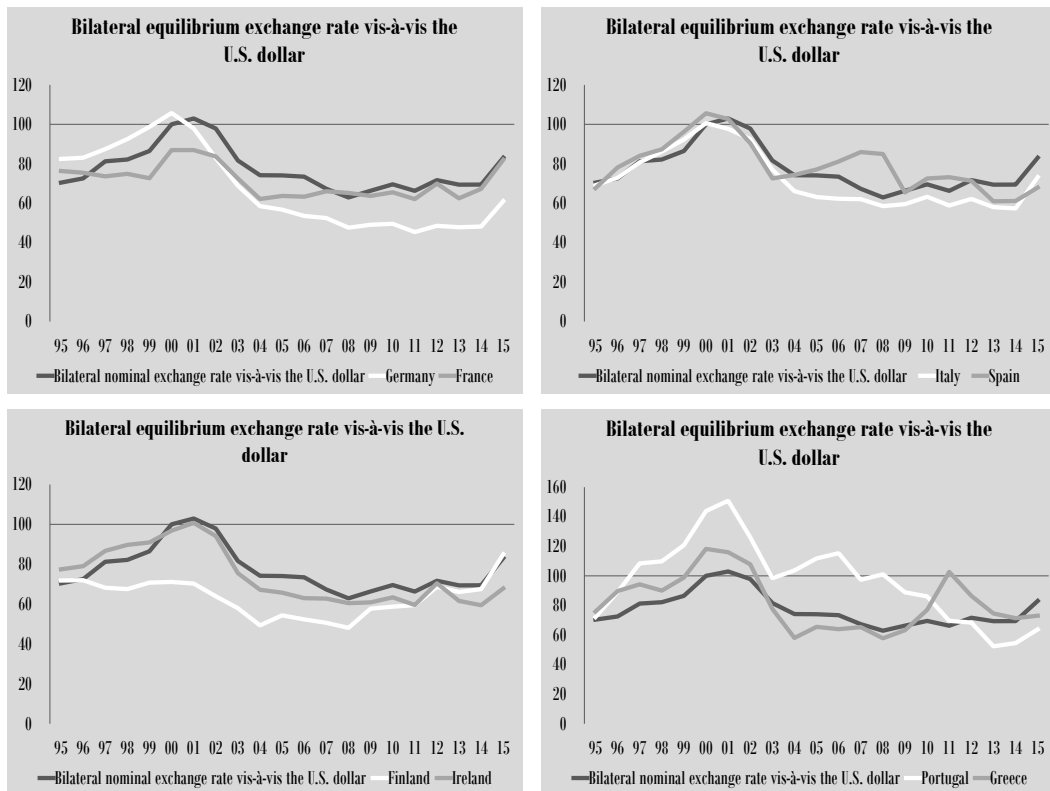 Bilateral equilibrium exchange rate vis-à-vis the
U.S. dollar
120
100
80
60
40
20
0
95 96 97 98 99 00 01 02 03 04 05 06 07 08 09 10 11 12 13 14 15
Bilateral nominal exchange rate vis-à-vis the U.S. dollar Germany France
Bilateral equilibrium exchange rate vis-à-vis the
U.S. dollar
120
100
80
60
40
20
0
95 96 97 98 99 00 01 02 03 04 05 06 07 08 09 10 11 12 13 14 15
Bilateral nominal exchange rate vis-à-vis the U.S. dollar Italy Spain
Bilateral equilibrium exchange rate vis-à-vis the U.S.
dollar
120
100
80
60
40
20
0
95 96 97 98 99 00 01 02 03 04 05 06 07 08 09 10 11 12 13 14 15
Bilateral nominal exchange rate vis-à-vis the U.S. dollar Finland Ireland
Bilateral equilibrium exchange rate vis-à-vis the
U.S. dollar
160
140
120
100
80
60
40
20
0
95 96 97 98 99 00 01 02 03 04 05 06 07 08 09 10 11 12 13 14 15
Bilateral nominal exchange rate vis-à-vis the U.S. dollar Portugal Greece